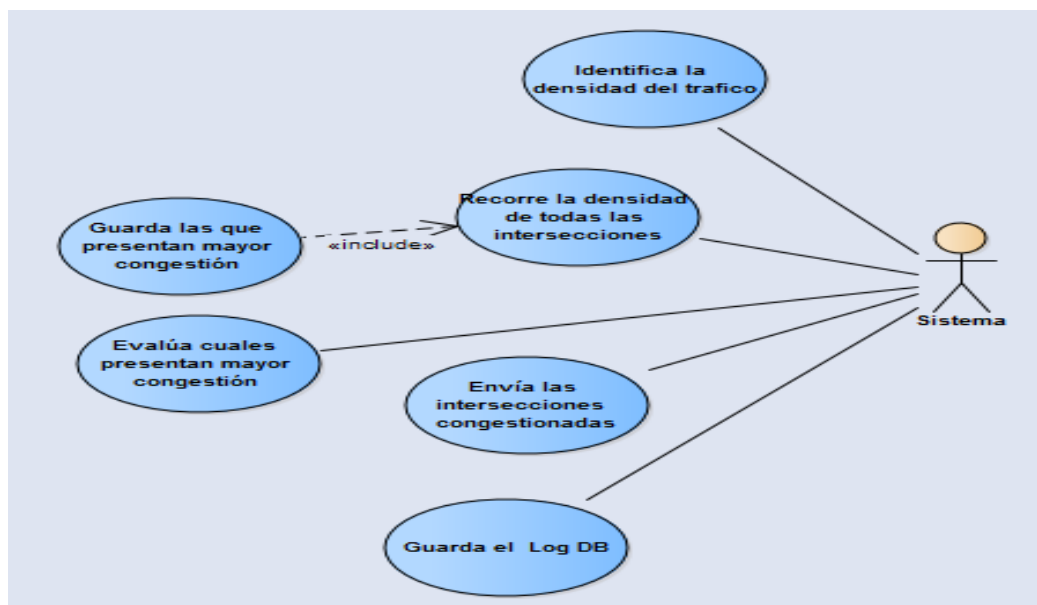 Identifica la
densidad del trafico
Recorre la densidad
de todas las
intersecciones
Guarda las que
presentan mayor
congestión
«include»
Sistema
Evalúa cuales
presentan mayor
congestión
Envía las
intersecciones
congestionadas
Guarda el Log DB